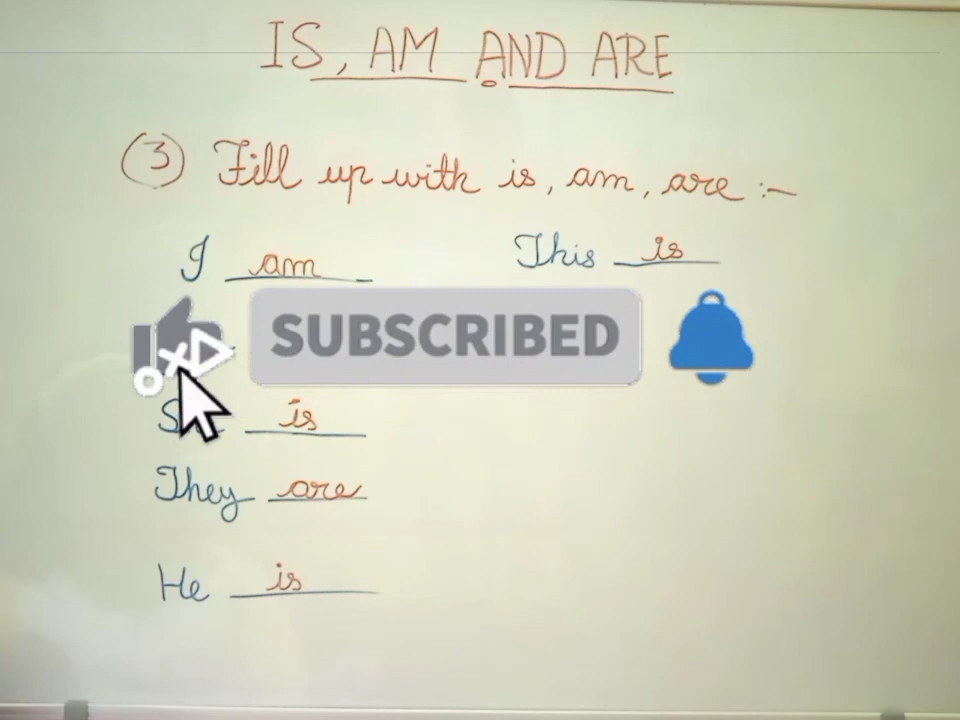 IS, AM AND ARE
(3) Fill up with is, am, are :-
I am This is
SUBSCRIBED
is
They are
He is